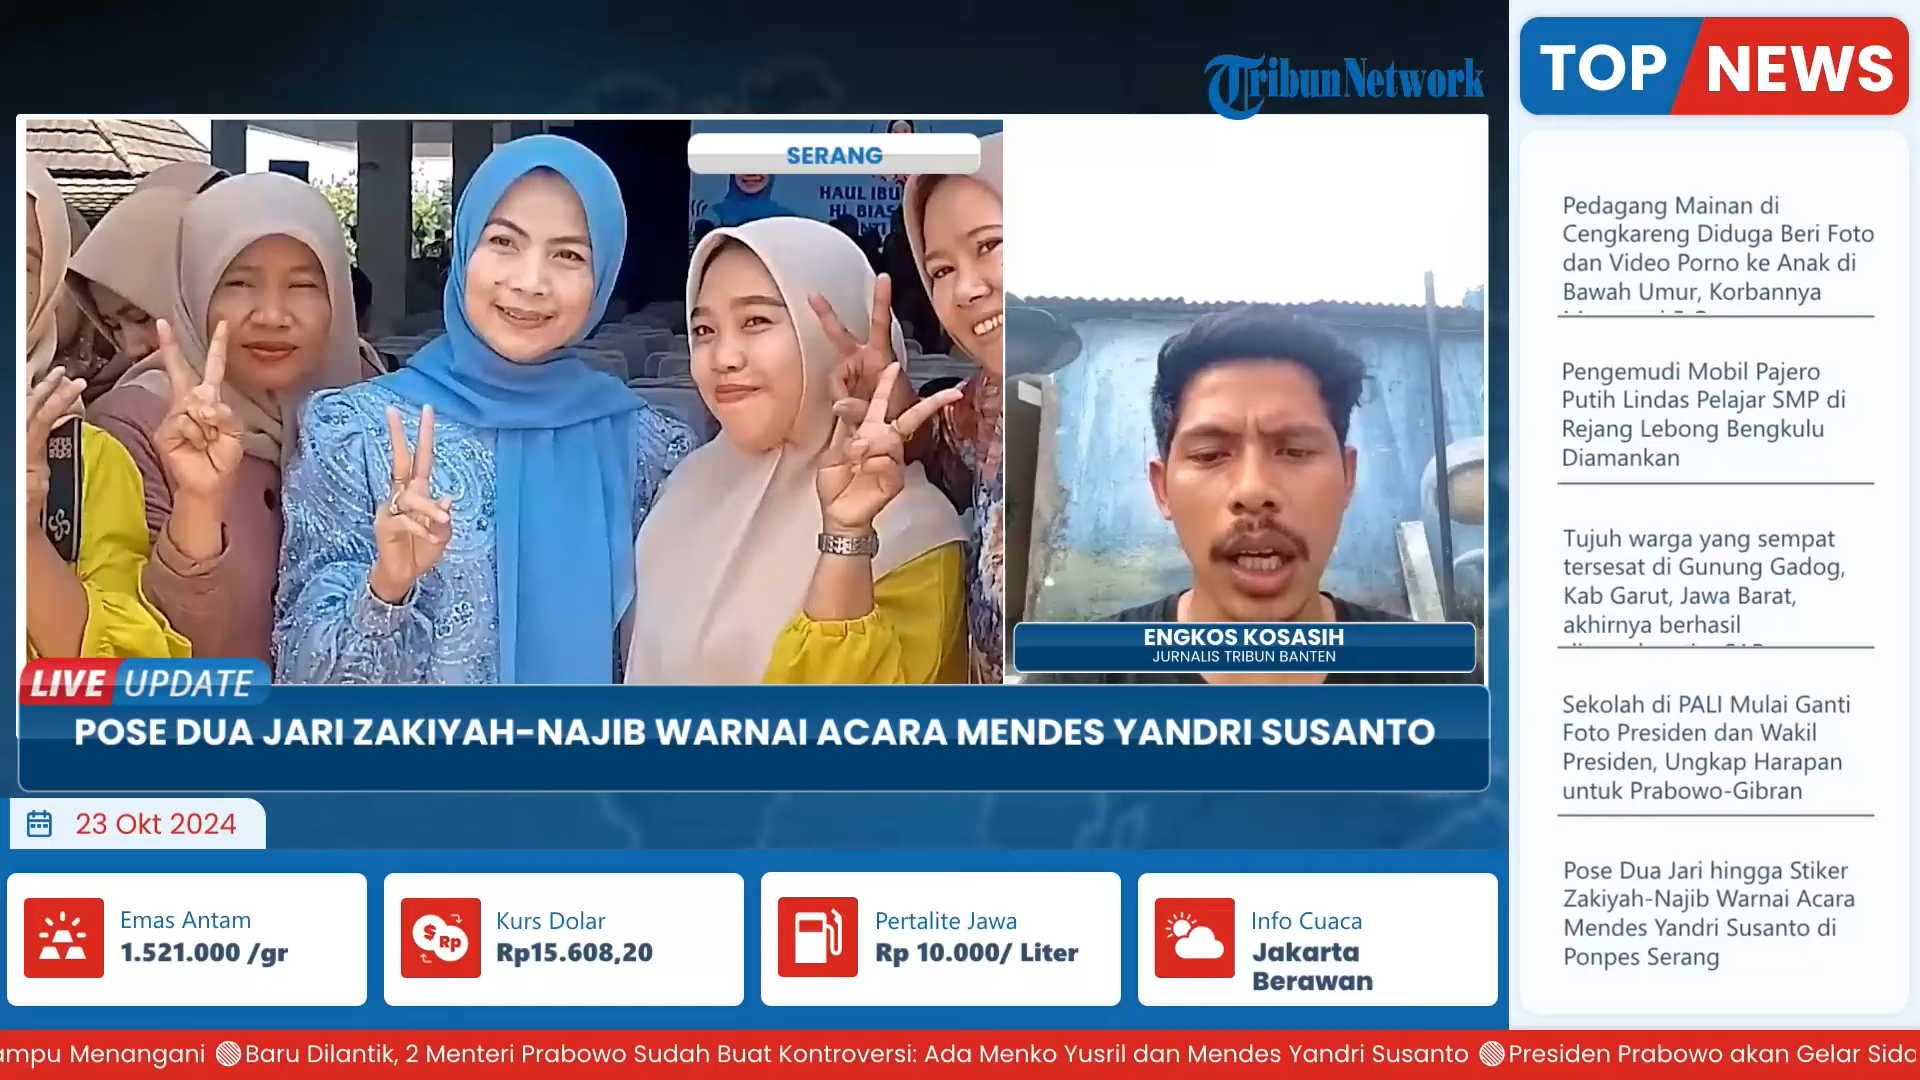 TribunNetwork
TOP NEWS
SERANG
HAUL IBU
HJ. BIAS
ENGKOS KOSASIH
JURNALIS TRIBUN BANTEN
LIVE UPDATE
POSE DUA JARI ZAKIYAH-NAJIB WARNAI ACARA MENDES YANDRI SUSANTO
23 Okt 2024
Emas Antam
1.521.000 /gr
Kurs Dolar
Rp15.608,20
Pertalite Jawa
Rp 10.000/ Liter
Info Cuaca
Jakarta
Berawan
Pedagang Mainan di
Cengkareng Diduga Beri Foto
dan Video Porno ke Anak di
Bawah Umur, Korbannya
Pengemudi Mobil Pajero
Putih Lindas Pelajar SMP di
Rejang Lebong Bengkulu
Diamankan
Tujuh warga yang sempat
tersesat di Gunung Gadog,
Kab Garut, Jawa Barat,
akhirnya berhasil
Sekolah di PALI Mulai Ganti
Foto Presiden dan Wakil
Presiden, Ungkap Harapan
untuk Prabowo-Gibran
Pose Dua Jari hingga Stiker
Zakiyah-Najib Warnai Acara
Mendes Yandri Susanto di
Ponpes Serang
ampu Menangani Baru Dilantik, 2 Menteri Prabowo Sudah Buat Kontroversi: Ada Menko Yusril dan Mendes Yandri Susanto Presiden Prabowo akan Gelar Sida